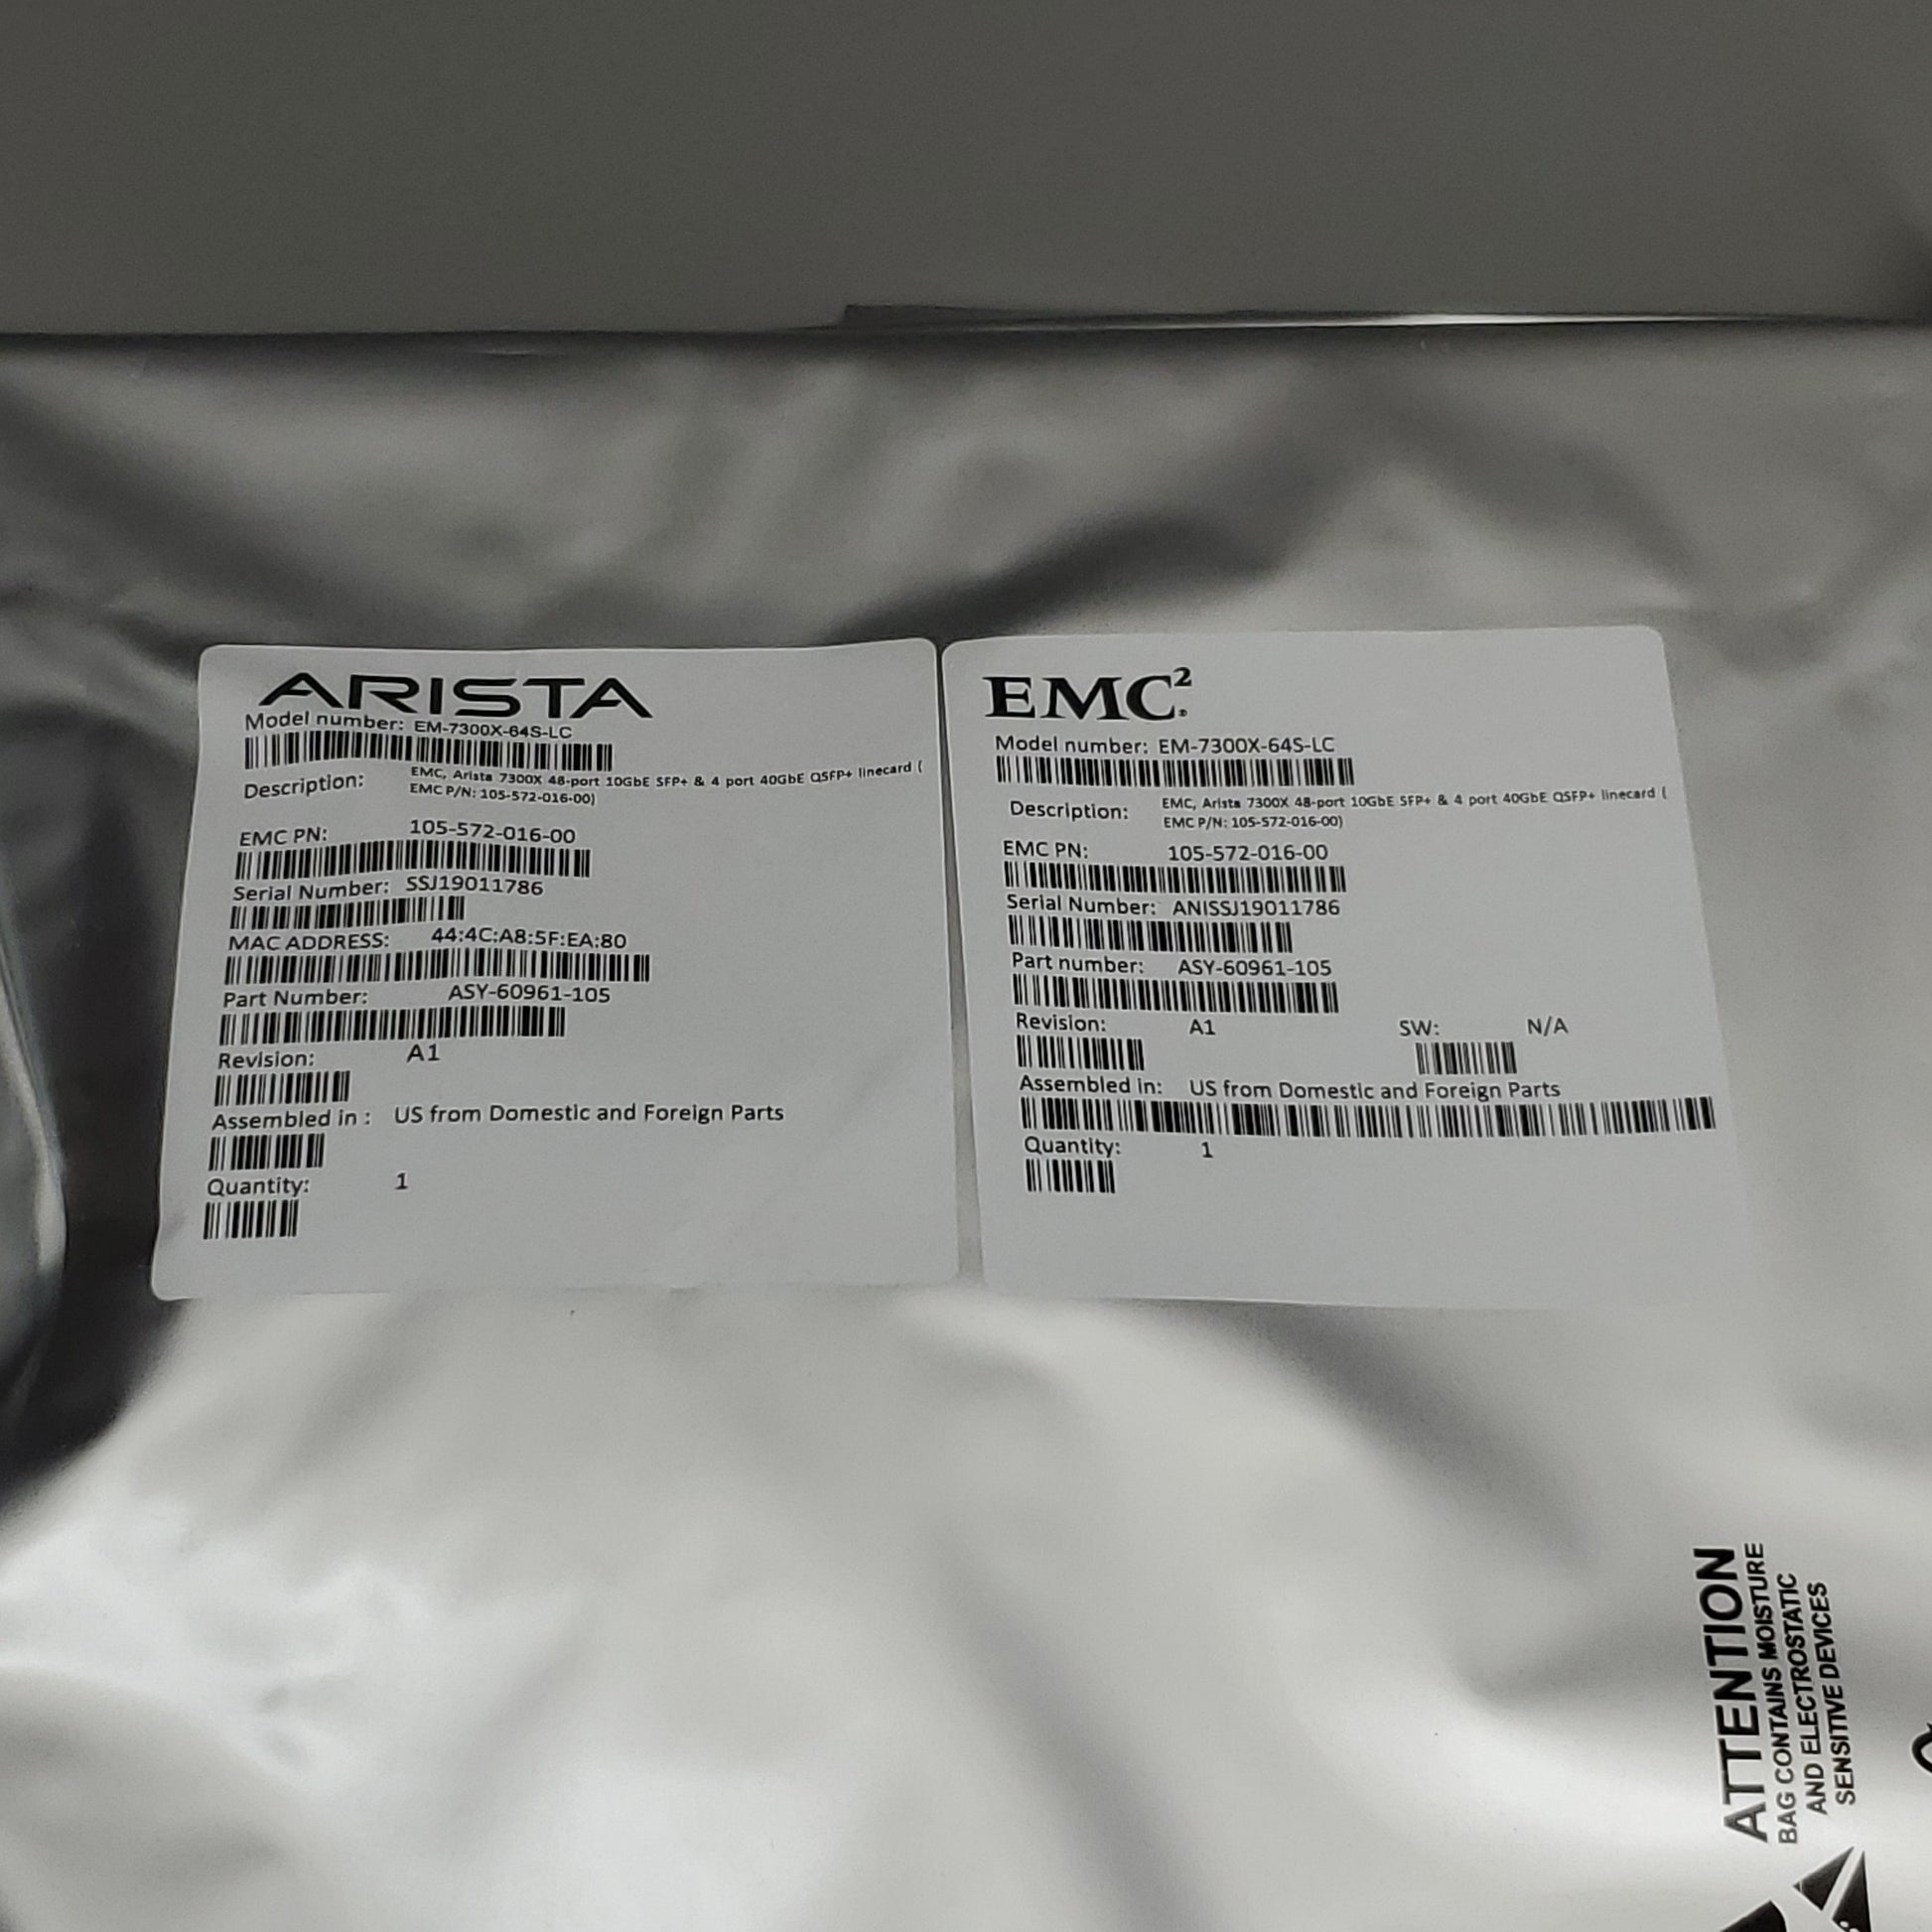 ARISTA
Model number: EM-7300X-64S-LC
Description: EMC, Arista 7300X 48-port 10GbE SFP+ & 4 port 40GbE QSFP+ linecard (
EMC P/N: 105-572-016-00)
EMC PN: 105-572-016-00
Serial Number: SSJ19011786
MAC ADDRESS: 44:4C:A8:5F:EA:80
Part Number: ASY-60961-105
Revision: A1
Assembled in : US from Domestic and Foreign Parts
Quantity: 1
EMC²
Model number: EM-7300X-64S-LC
Description: EMC, Arista 7300X 48-port 10GbE SFP+ & 4 port 40GbE QSFP+ linecard (
EMC P/N: 105-572-016-00)
EMC PN: 105-572-016-00
Serial Number: ANISSJ19011786
Part number: ASY-60961-105
Revision: A1 SW: N/A
Assembled in: US from Domestic and Foreign Parts
Quantity: 1
ATTENTION
BAG CONTAINS MOISTURE
AND ELECTROSTATIC
SENSITIVE DEVICES